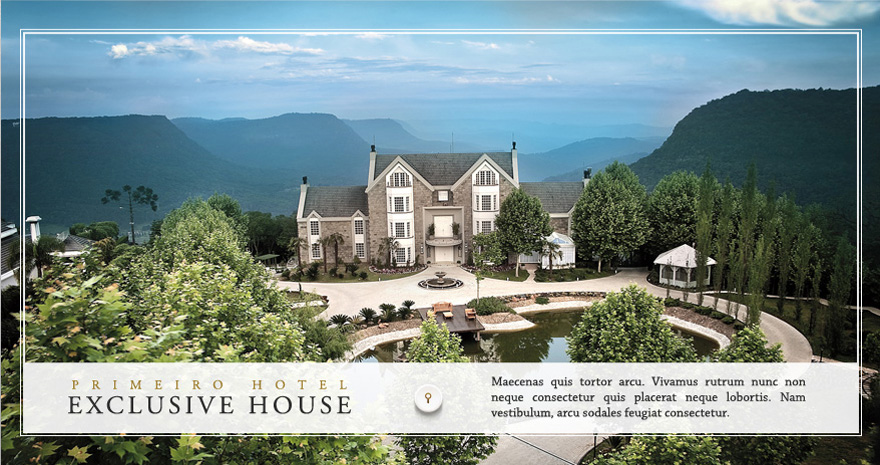 PRIMEIRO HOTEL
EXCLUSIVE HOUSE
Maecenas quis tortor arcu. Vivamus rutrum nunc non
neque consectetur quis placerat neque lobortis. Nam
vestibulum, arcu sodales feugiat consectetur.